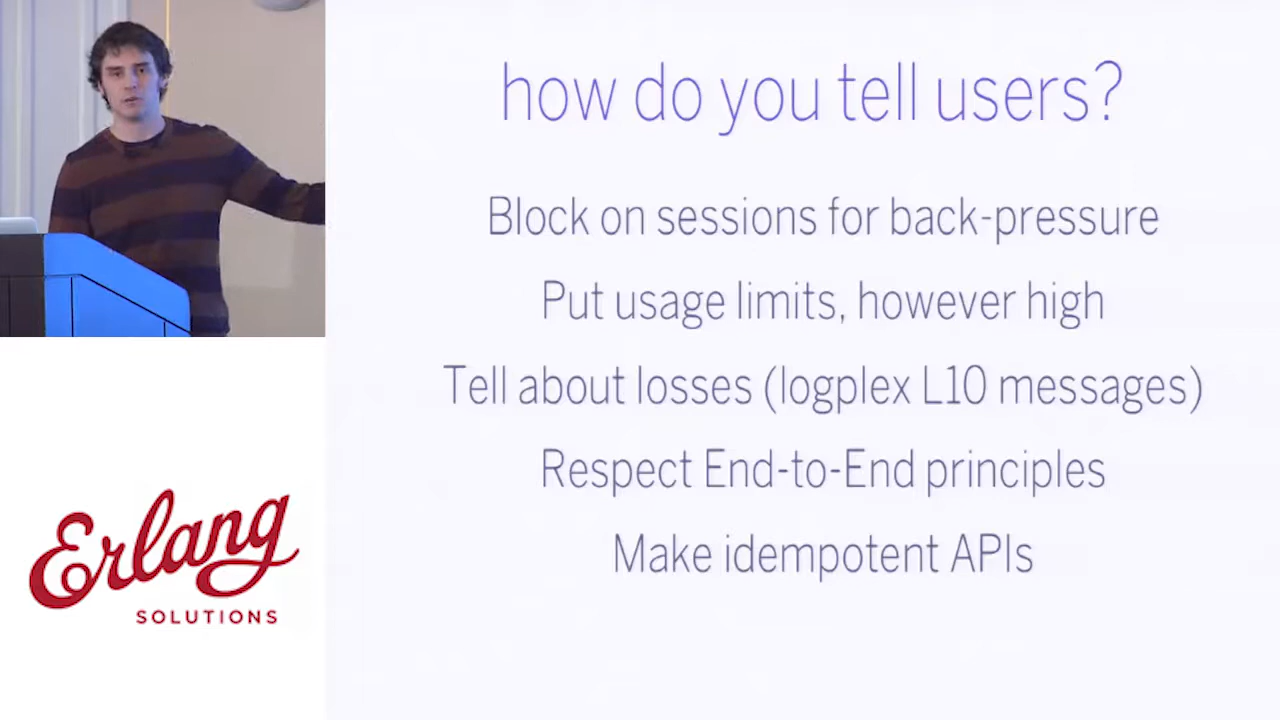 how do you tell users?
Block on sessions for back-pressure
Put usage limits, however high
Tell about losses (logplex L10 messages)
Respect End-to-End principles
Make idempotent APIs
Erlang
SOLUTIONS